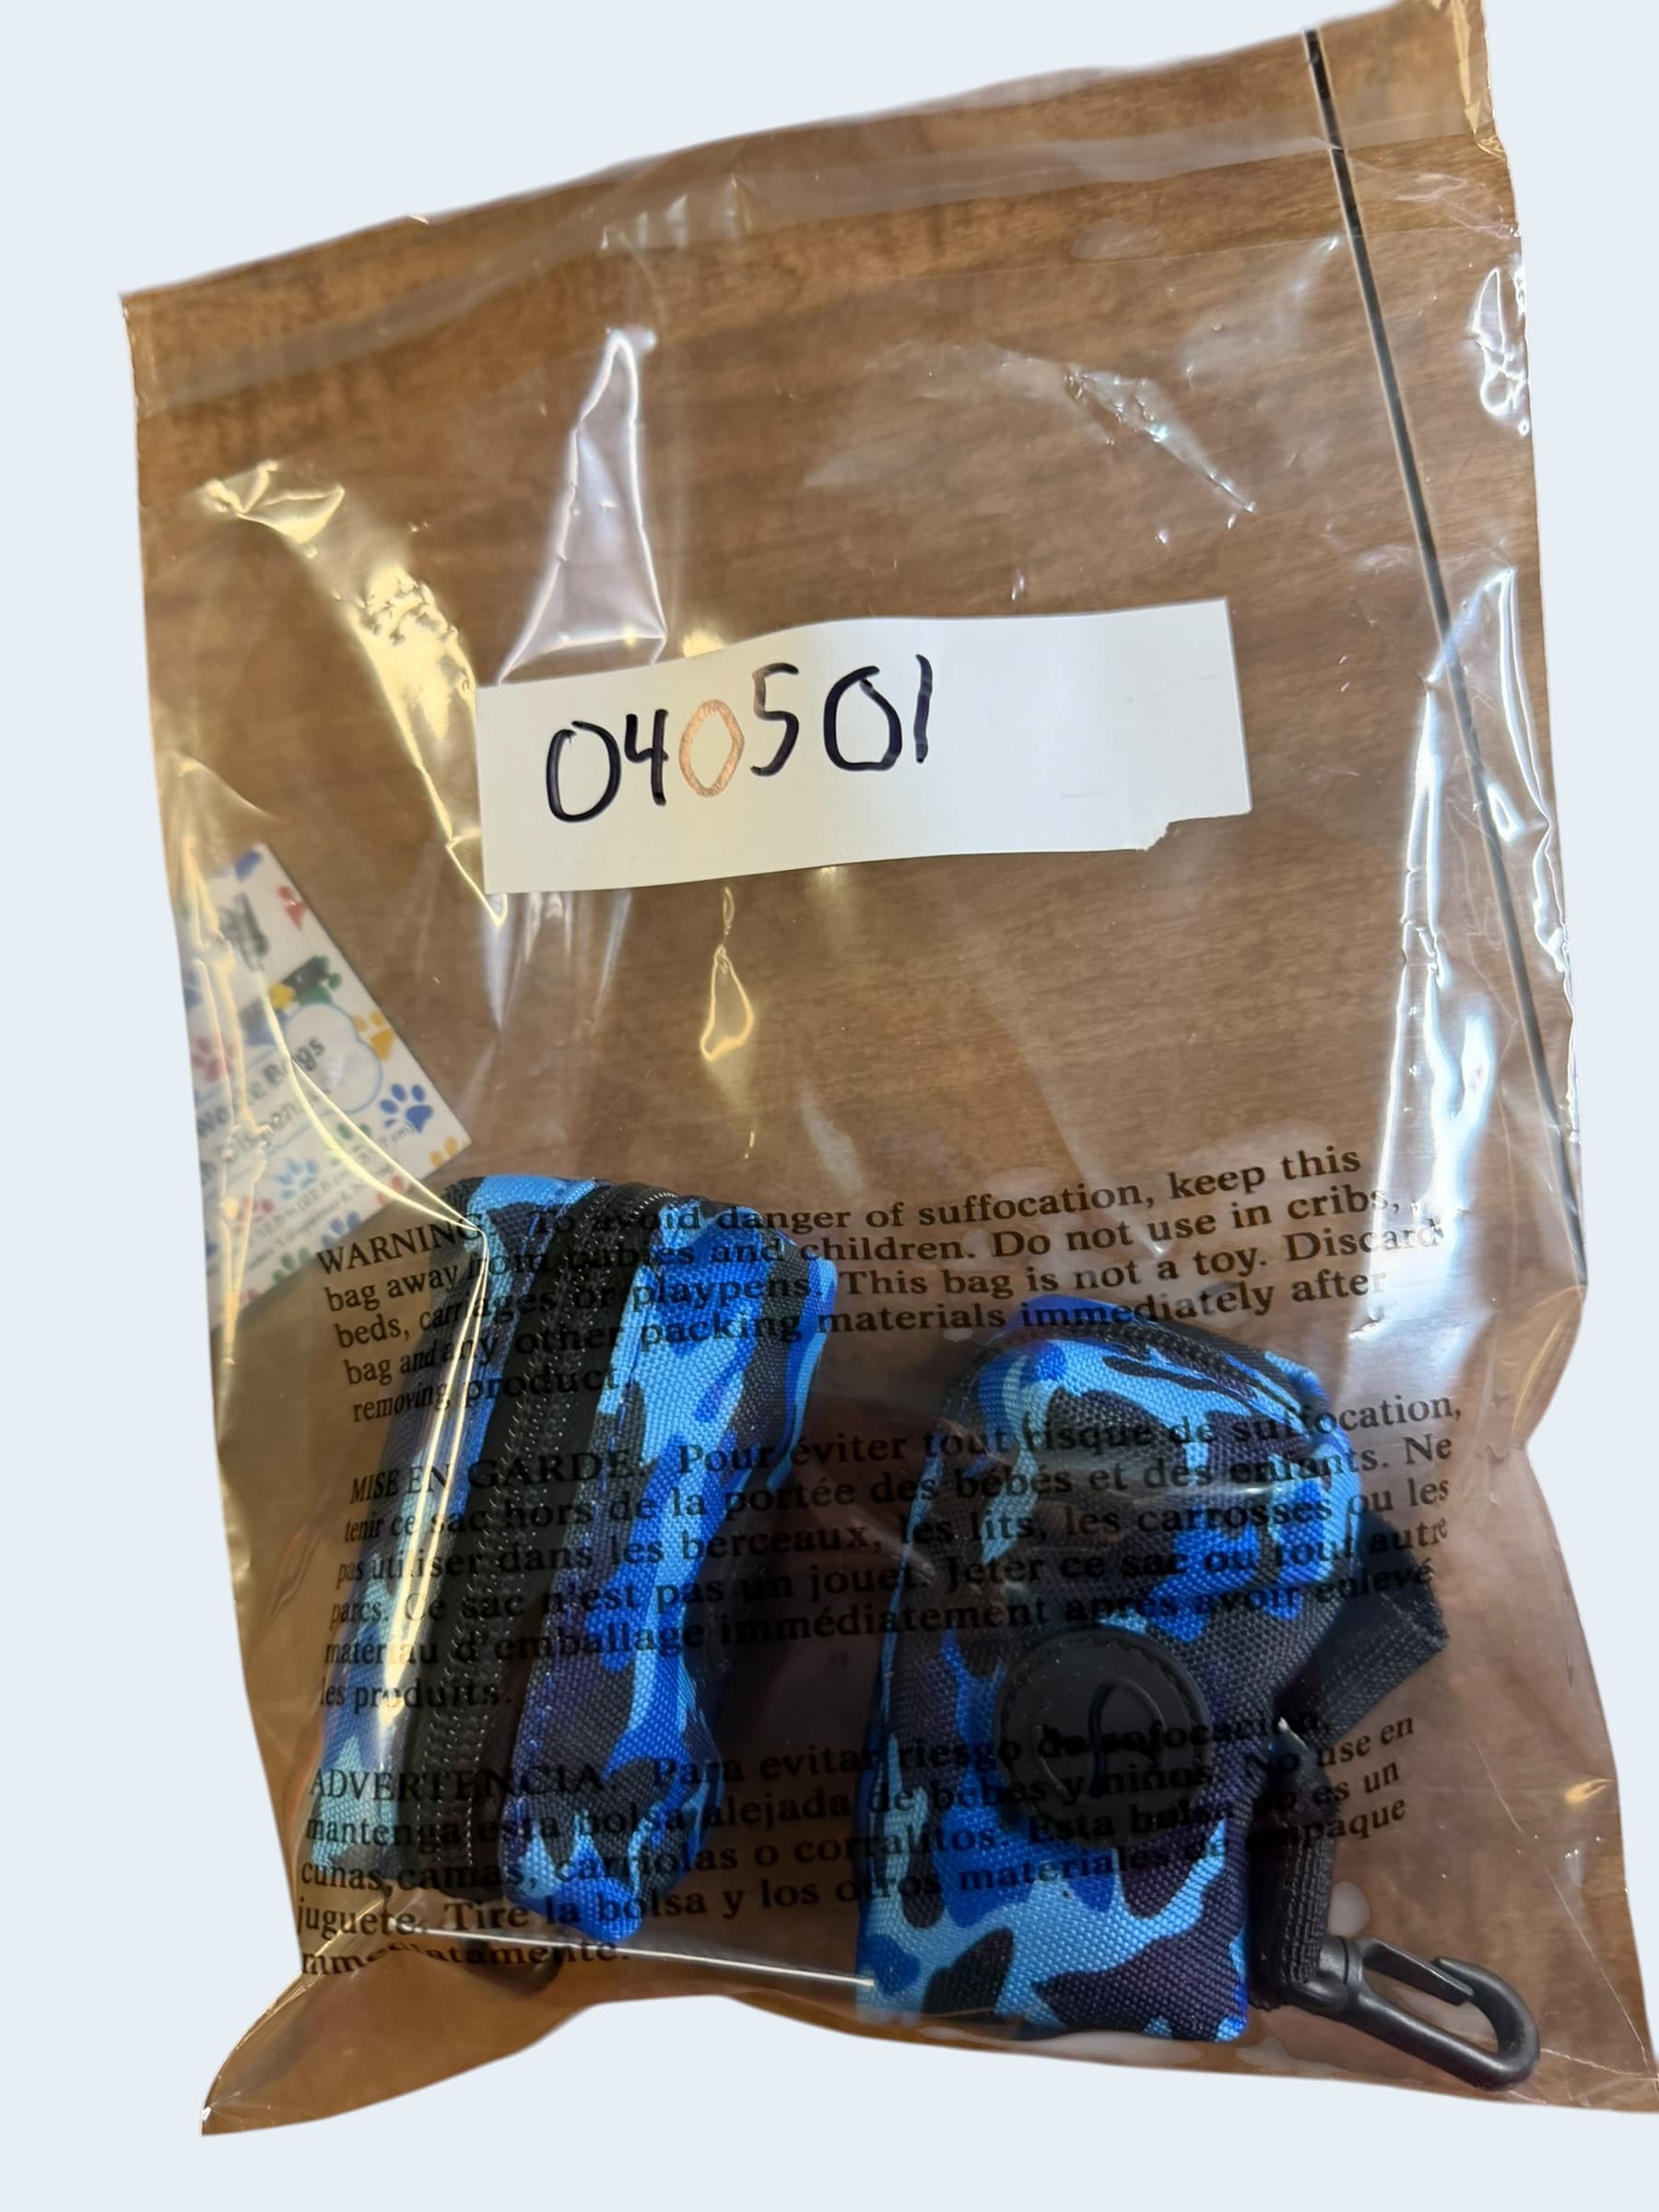 040501
Waste Bags
WARNING: To avoid danger of suffocation, keep this
bag away from babies and children. Do not use in cribs,
beds, carriages or playpens. This bag is not a toy. Discard
bag and any other packing materials immediately after
removing product.
MISE EN GARDE: Pour éviter tout risque de suffocation,
tenir ce sac hors de la portée des bébés et des enfants. Ne
pas utiliser dans les berceaux, les lits, les carrosses ou les
parcs. Ce sac n'est pas un jouet. Jeter ce sac ou tout autre
matériau d'emballage immédiatement après avoir enlevé
les produits.
ADVERTENCIA: Para evitar riesgo de sofocación,
mantenga esta bolsa alejada de bebés y niños. No use en
cunas, camas, carriolas o corralitos. Esta bolsa no es un
juguete. Tire la bolsa y los otros materiales de empaque
immediatamente.